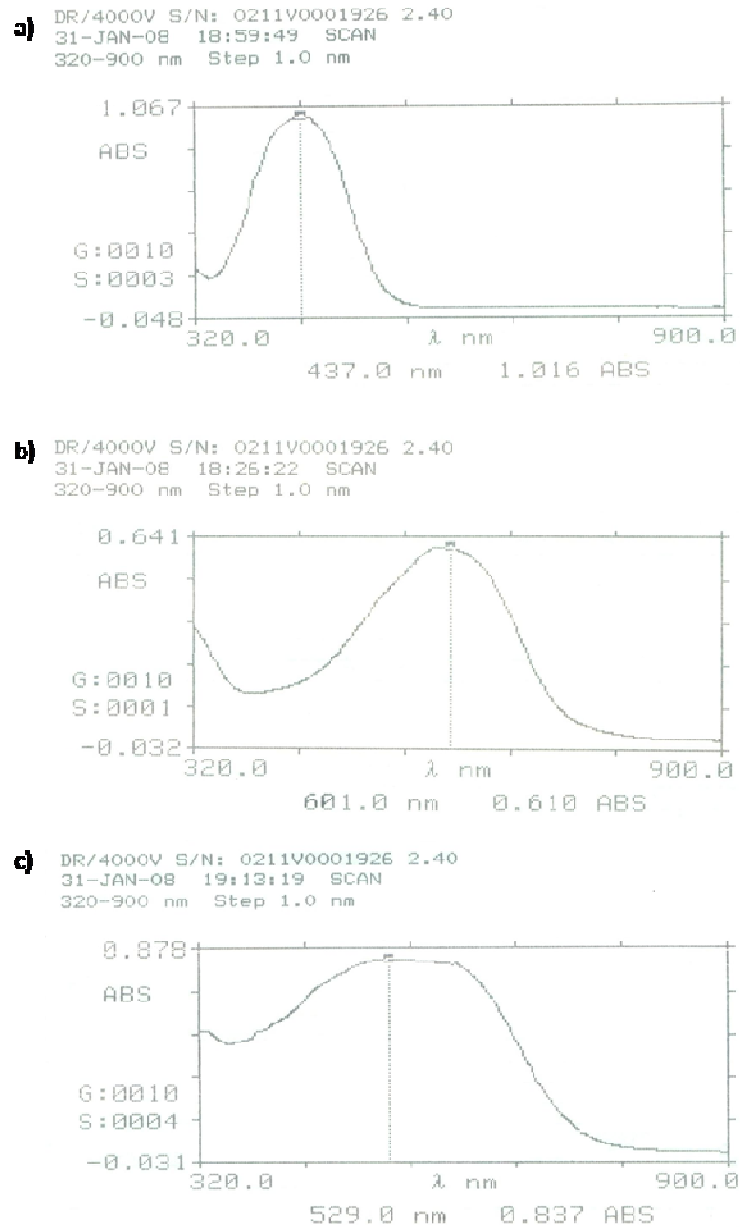 a)
DR/4000V S/N: 0211V0001926 2.40
31-JAN-08 18:59:49 SCAN
320-900 nm Step 1.0 nm
1.067
ABS
G:0010
S:0003
-0.048
320.0 λ nm 900.0
437.0 nm 1.016 ABS
b)
DR/4000V S/N: 0211V0001926 2.40
31-JAN-08 18:26:22 SCAN
320-900 nm Step 1.0 nm
0.641
ABS
G:0010
S:0001
-0.032
320.0 λ nm 900.0
601.0 nm 0.610 ABS
c)
DR/4000V S/N: 0211V0001926 2.40
31-JAN-08 19:13:19 SCAN
320-900 nm Step 1.0 nm
0.878
ABS
G:0010
S:0004
-0.031
320.0 λ nm 900.0
529.0 nm 0.837 ABS